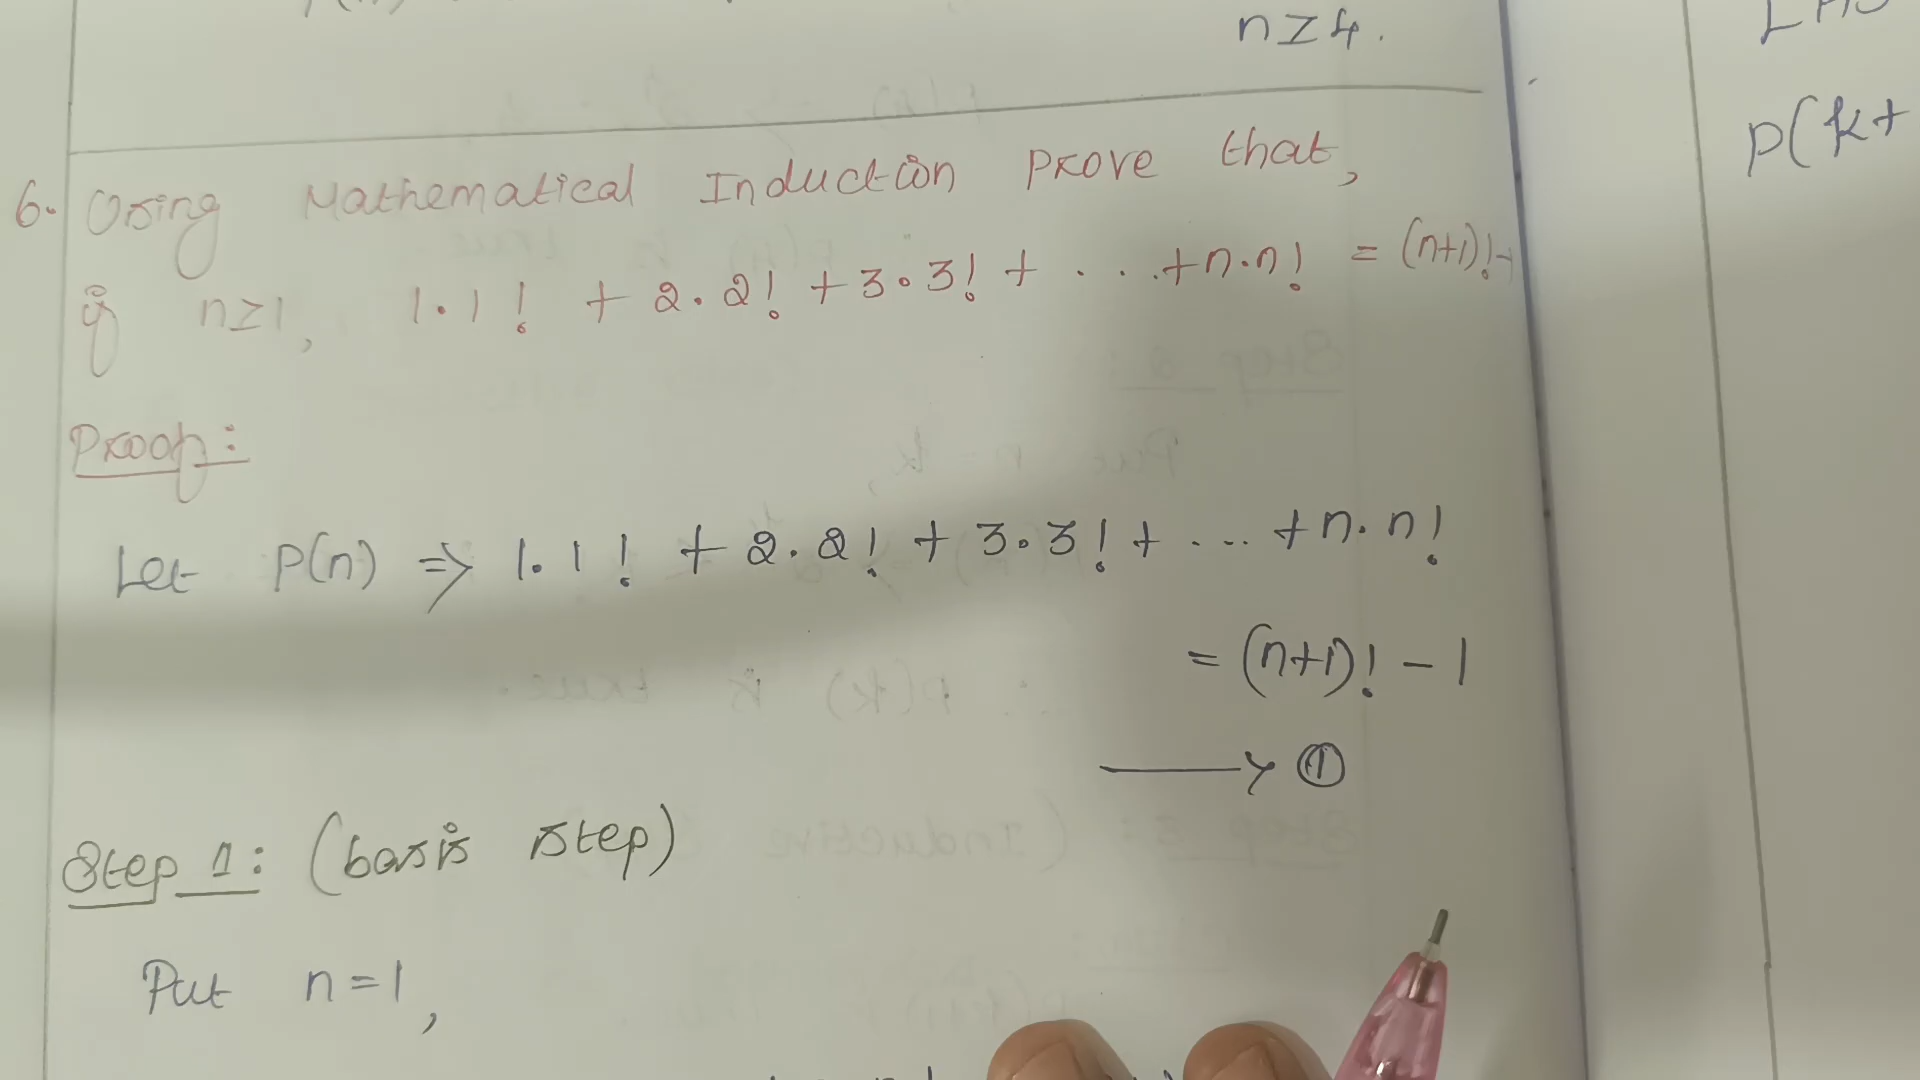 n ≥ 4.
6. Using Mathematical Induction Prove that,
if n≥1, 1.1! + 2.2! + 3.3! + ... + n.n! = (n+1)!-
Proof:
Let P(n) ⇒ 1.1! + 2.2! + 3.3! + ... + n.n!
= (n+1)! - 1
→ ①
Step 1: (basis step)
Put n=1,
P(k+